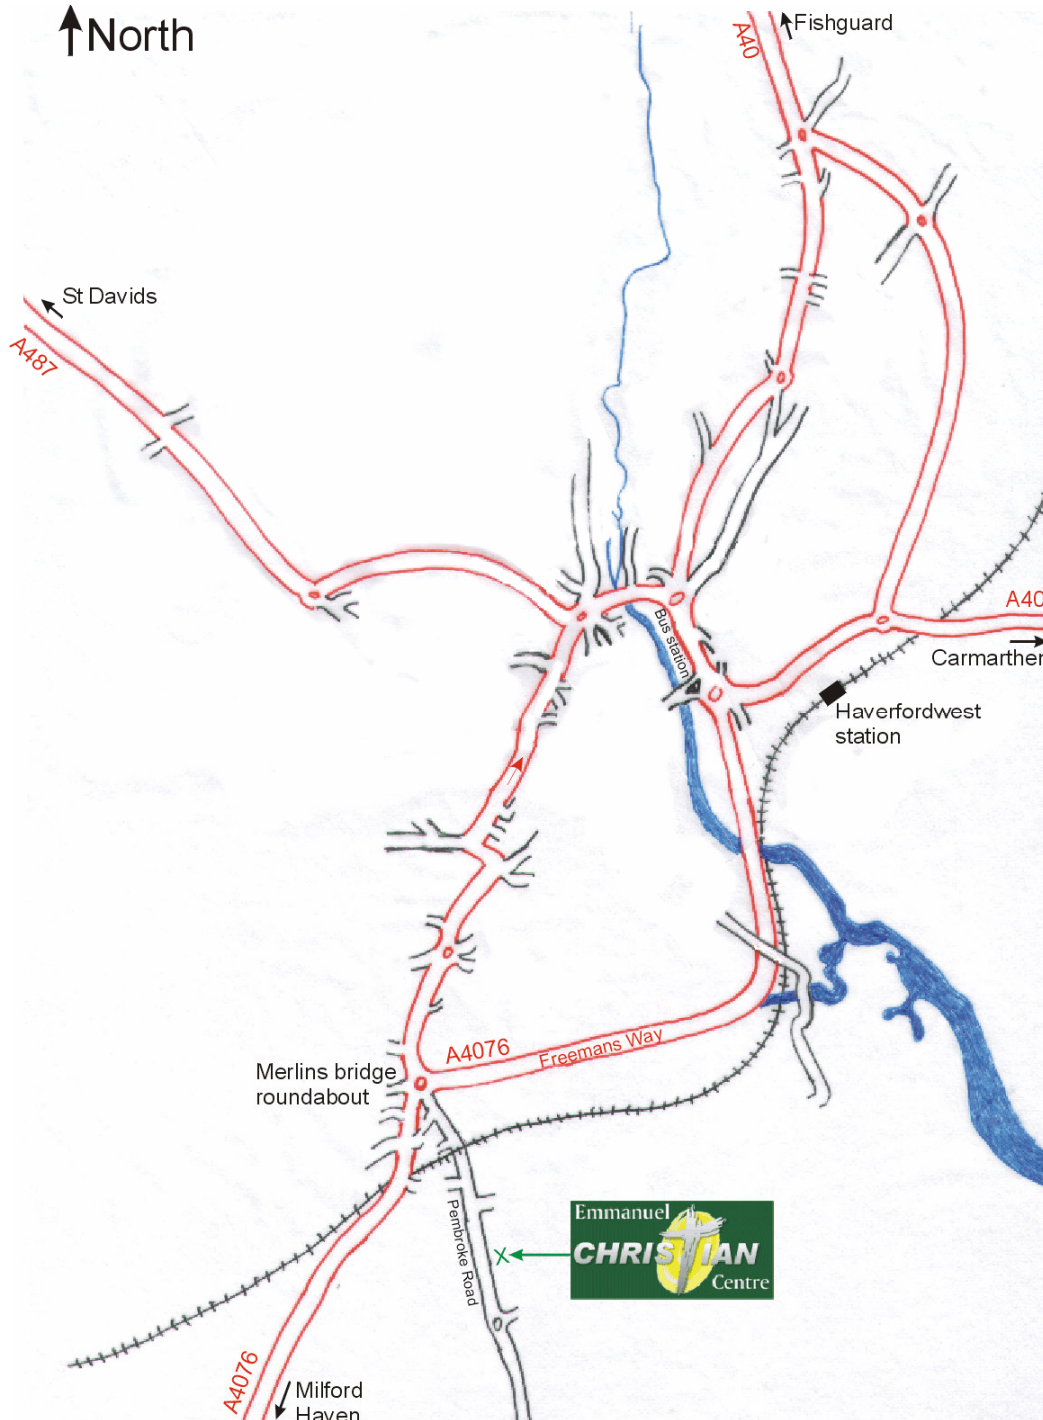 North
A40
Fishguard
St Davids
A487
Bus station
A40
Carmarthen
Haverfordwest
station
A4076
Freemans Way
Merlins bridge
roundabout
Pembroke Road
Emmanuel
CHRISTIAN
Centre
A4076
Milford
Haven